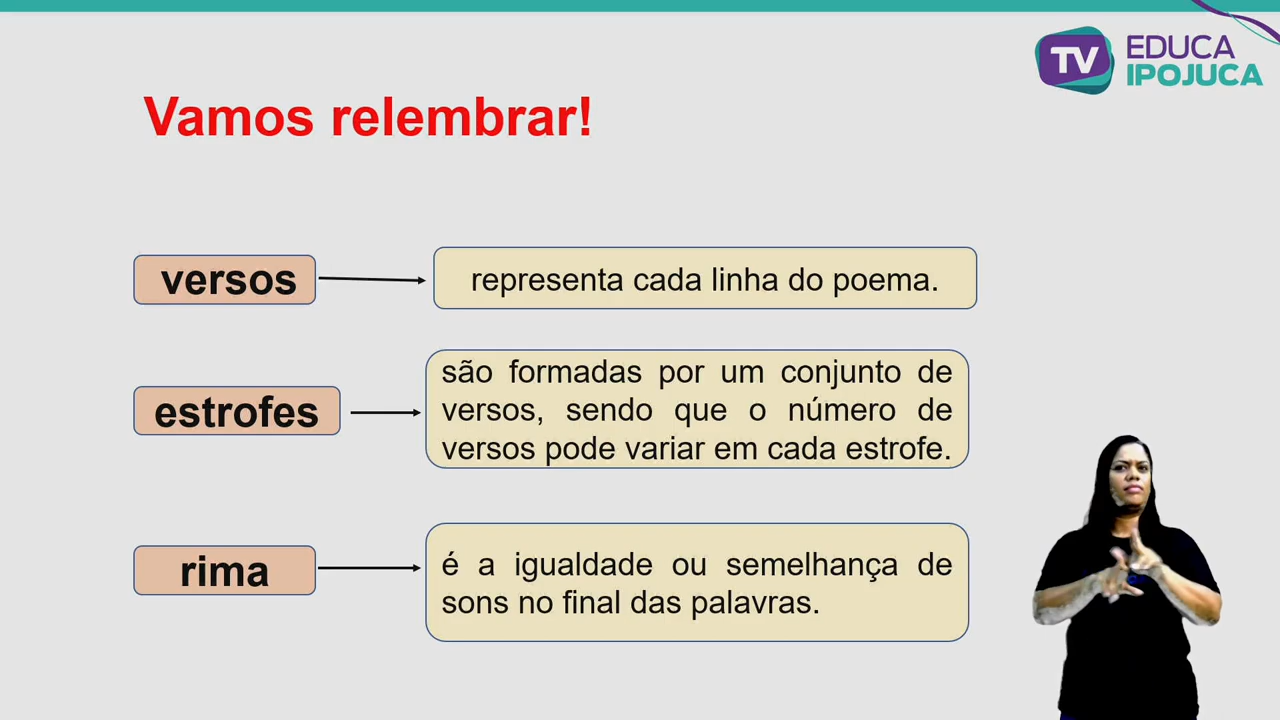 TV EDUCA
IPOJUCA
Vamos relembrar!
versos
representa cada linha do poema.
estrofes
são formadas por um conjunto de
versos, sendo que o número de
versos pode variar em cada estrofe.
rima
é a igualdade ou semelhança de
sons no final das palavras.